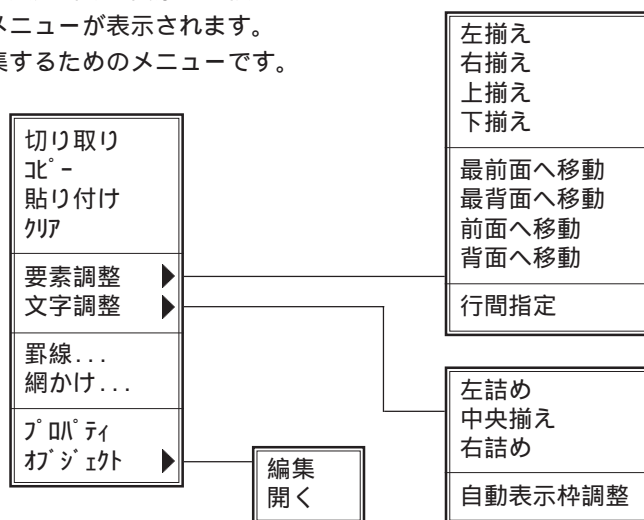 メニューが表示されます。
集するためのメニューです。
切り取り
ｺﾋﾟｰ
貼り付け
ｸﾘｱ
要素調整
文字調整
罫線...
網かけ...
ﾌﾟﾛﾊﾟﾃｨ
ｵﾌﾞｼﾞｪｸﾄ
編集
開く
左揃え
右揃え
上揃え
下揃え
最前面へ移動
最背面へ移動
前面へ移動
背面へ移動
行間指定
左詰め
中央揃え
右詰め
自動表示枠調整